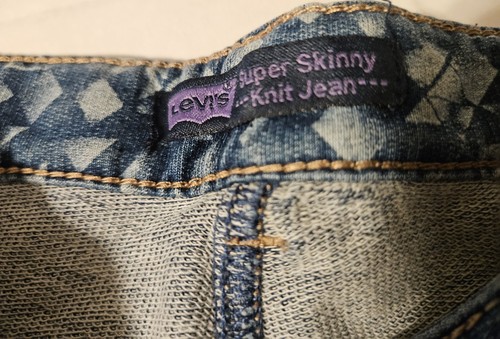 LEVI'S
Super Skinny
--Knit Jean---